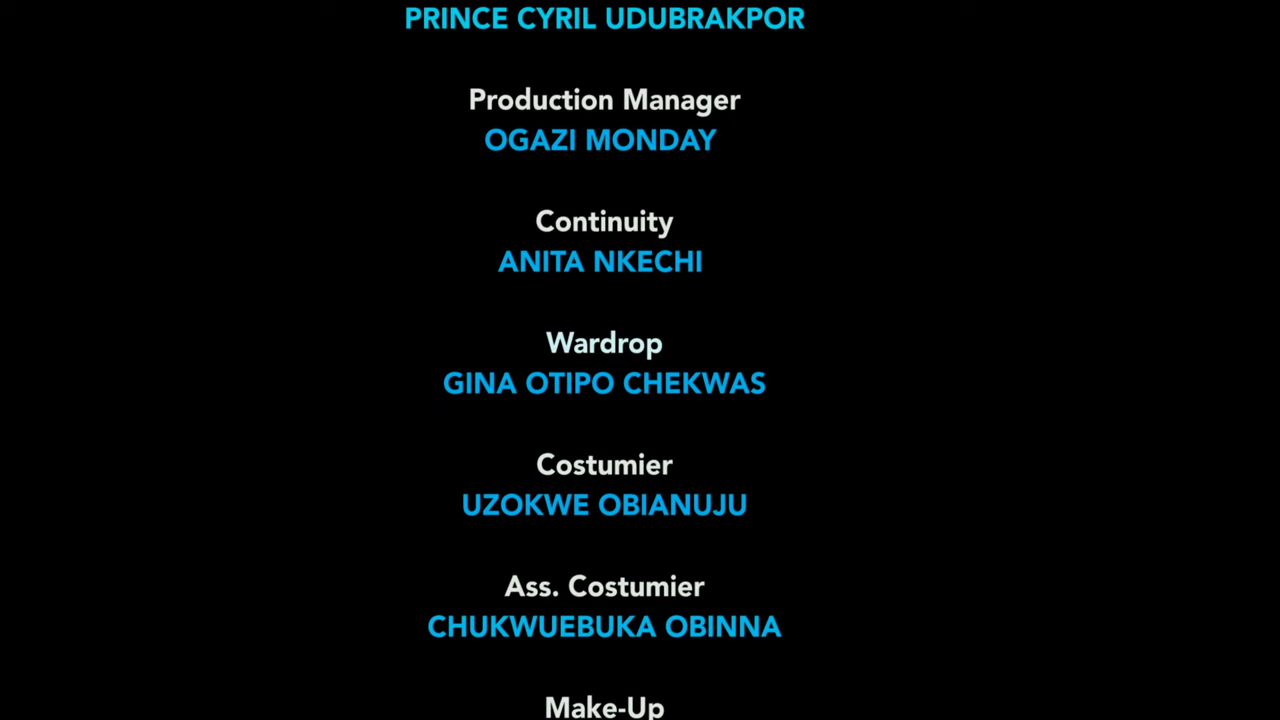 PRINCE CYRIL UDUBRAKPOR
Production Manager
OGAZI MONDAY
Continuity
ANITA NKECHI
Wardrop
GINA OTIPO CHEKWAS
Costumier
UZOKWE OBIANUJU
Ass. Costumier
CHUKWUEBUKA OBINNA
Make-Up